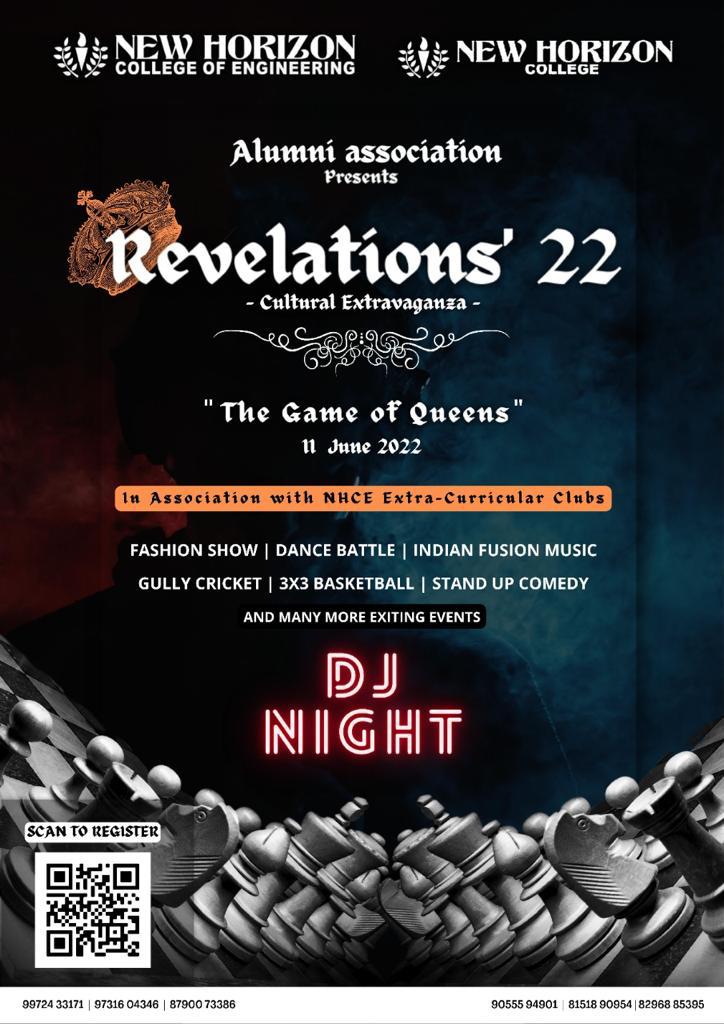 NEW HORIZON
COLLEGE OF ENGINEERING
NEW HORIZON
COLLEGE
Alumni association
Presents
Revelations' 22
- Cultural Extravaganza -
"The Game of Queens"
11 June 2022
In Association with NHCE Extra-Curricular Clubs
FASHION SHOW | DANCE BATTLE | INDIAN FUSION MUSIC
GULLY CRICKET | 3X3 BASKETBALL | STAND UP COMEDY
AND MANY MORE EXITING EVENTS
DJ
NIGHT
SCAN TO REGISTER
99724 33171 | 97316 04346 | 87900 73386
90555 94901 | 81518 90954 | 82968 85395